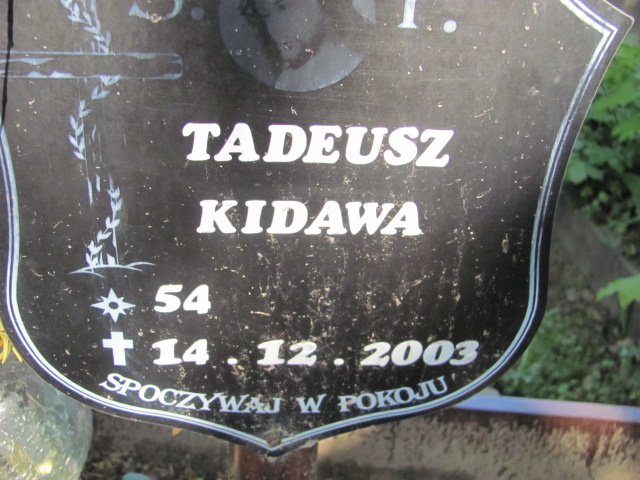 Ś. P.
TADEUSZ
KIDAWA
54
14 . 12 . 2003
SPOCZYWAJ W POKOJU